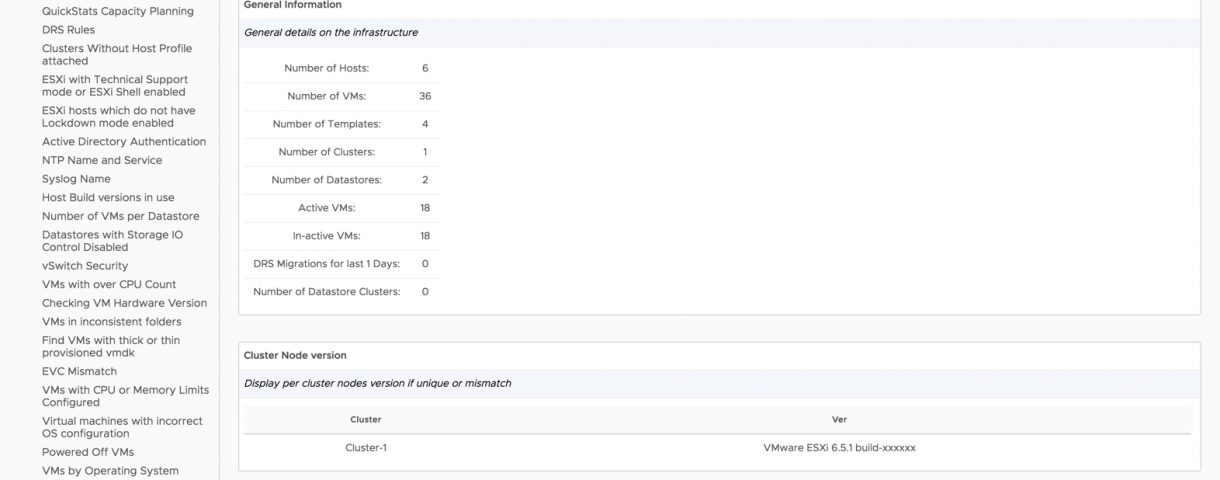 QuickStats Capacity Planning
DRS Rules
Clusters Without Host Profile
attached
ESXi with Technical Support
mode or ESXi Shell enabled
ESXi hosts which do not have
Lockdown mode enabled
Active Directory Authentication
NTP Name and Service
Syslog Name
Host Build versions in use
Number of VMs per Datastore
Datastores with Storage IO
Control Disabled
vSwitch Security
VMs with over CPU Count
Checking VM Hardware Version
VMs in inconsistent folders
Find VMs with thick or thin
provisioned vmdk
EVC Mismatch
VMs with CPU or Memory Limits
Configured
Virtual machines with incorrect
OS configuration
Powered Off VMs
VMs by Operating System
General Information
General details on the infrastructure
Number of Hosts: 6
Number of VMs: 36
Number of Templates: 4
Number of Clusters: 1
Number of Datastores: 2
Active VMs: 18
In-active VMs: 18
DRS Migrations for last 1 Days: 0
Number of Datastore Clusters: 0
Cluster Node version
Display per cluster nodes version if unique or mismatch
Cluster Ver
Cluster-1 VMware ESXi 6.5.1 build-xxxxxx